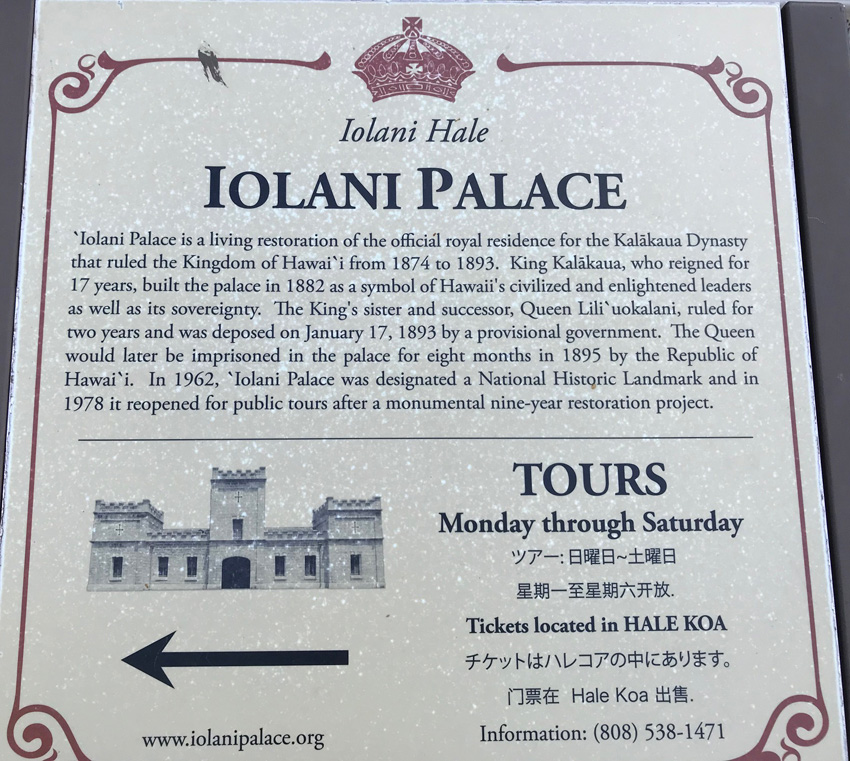 Iolani Hale
IOLANI PALACE
`Iolani Palace is a living restoration of the official royal residence for the Kalākaua Dynasty
that ruled the Kingdom of Hawai`i from 1874 to 1893. King Kalākaua, who reigned for
17 years, built the palace in 1882 as a symbol of Hawaii's civilized and enlightened leaders
as well as its sovereignty. The King's sister and successor, Queen Lili`uokalani, ruled for
two years and was deposed on January 17, 1893 by a provisional government. The Queen
would later be imprisoned in the palace for eight months in 1895 by the Republic of
Hawai`i. In 1962, `Iolani Palace was designated a National Historic Landmark and in
1978 it reopened for public tours after a monumental nine-year restoration project.
TOURS
Monday through Saturday
ツアー: 日曜日~土曜日
星期一至星期六开放.
Tickets located in HALE KOA
チケットはハレコアの中にあります。
门票在 Hale Koa 出售.
Information: (808) 538-1471
www.iolanipalace.org